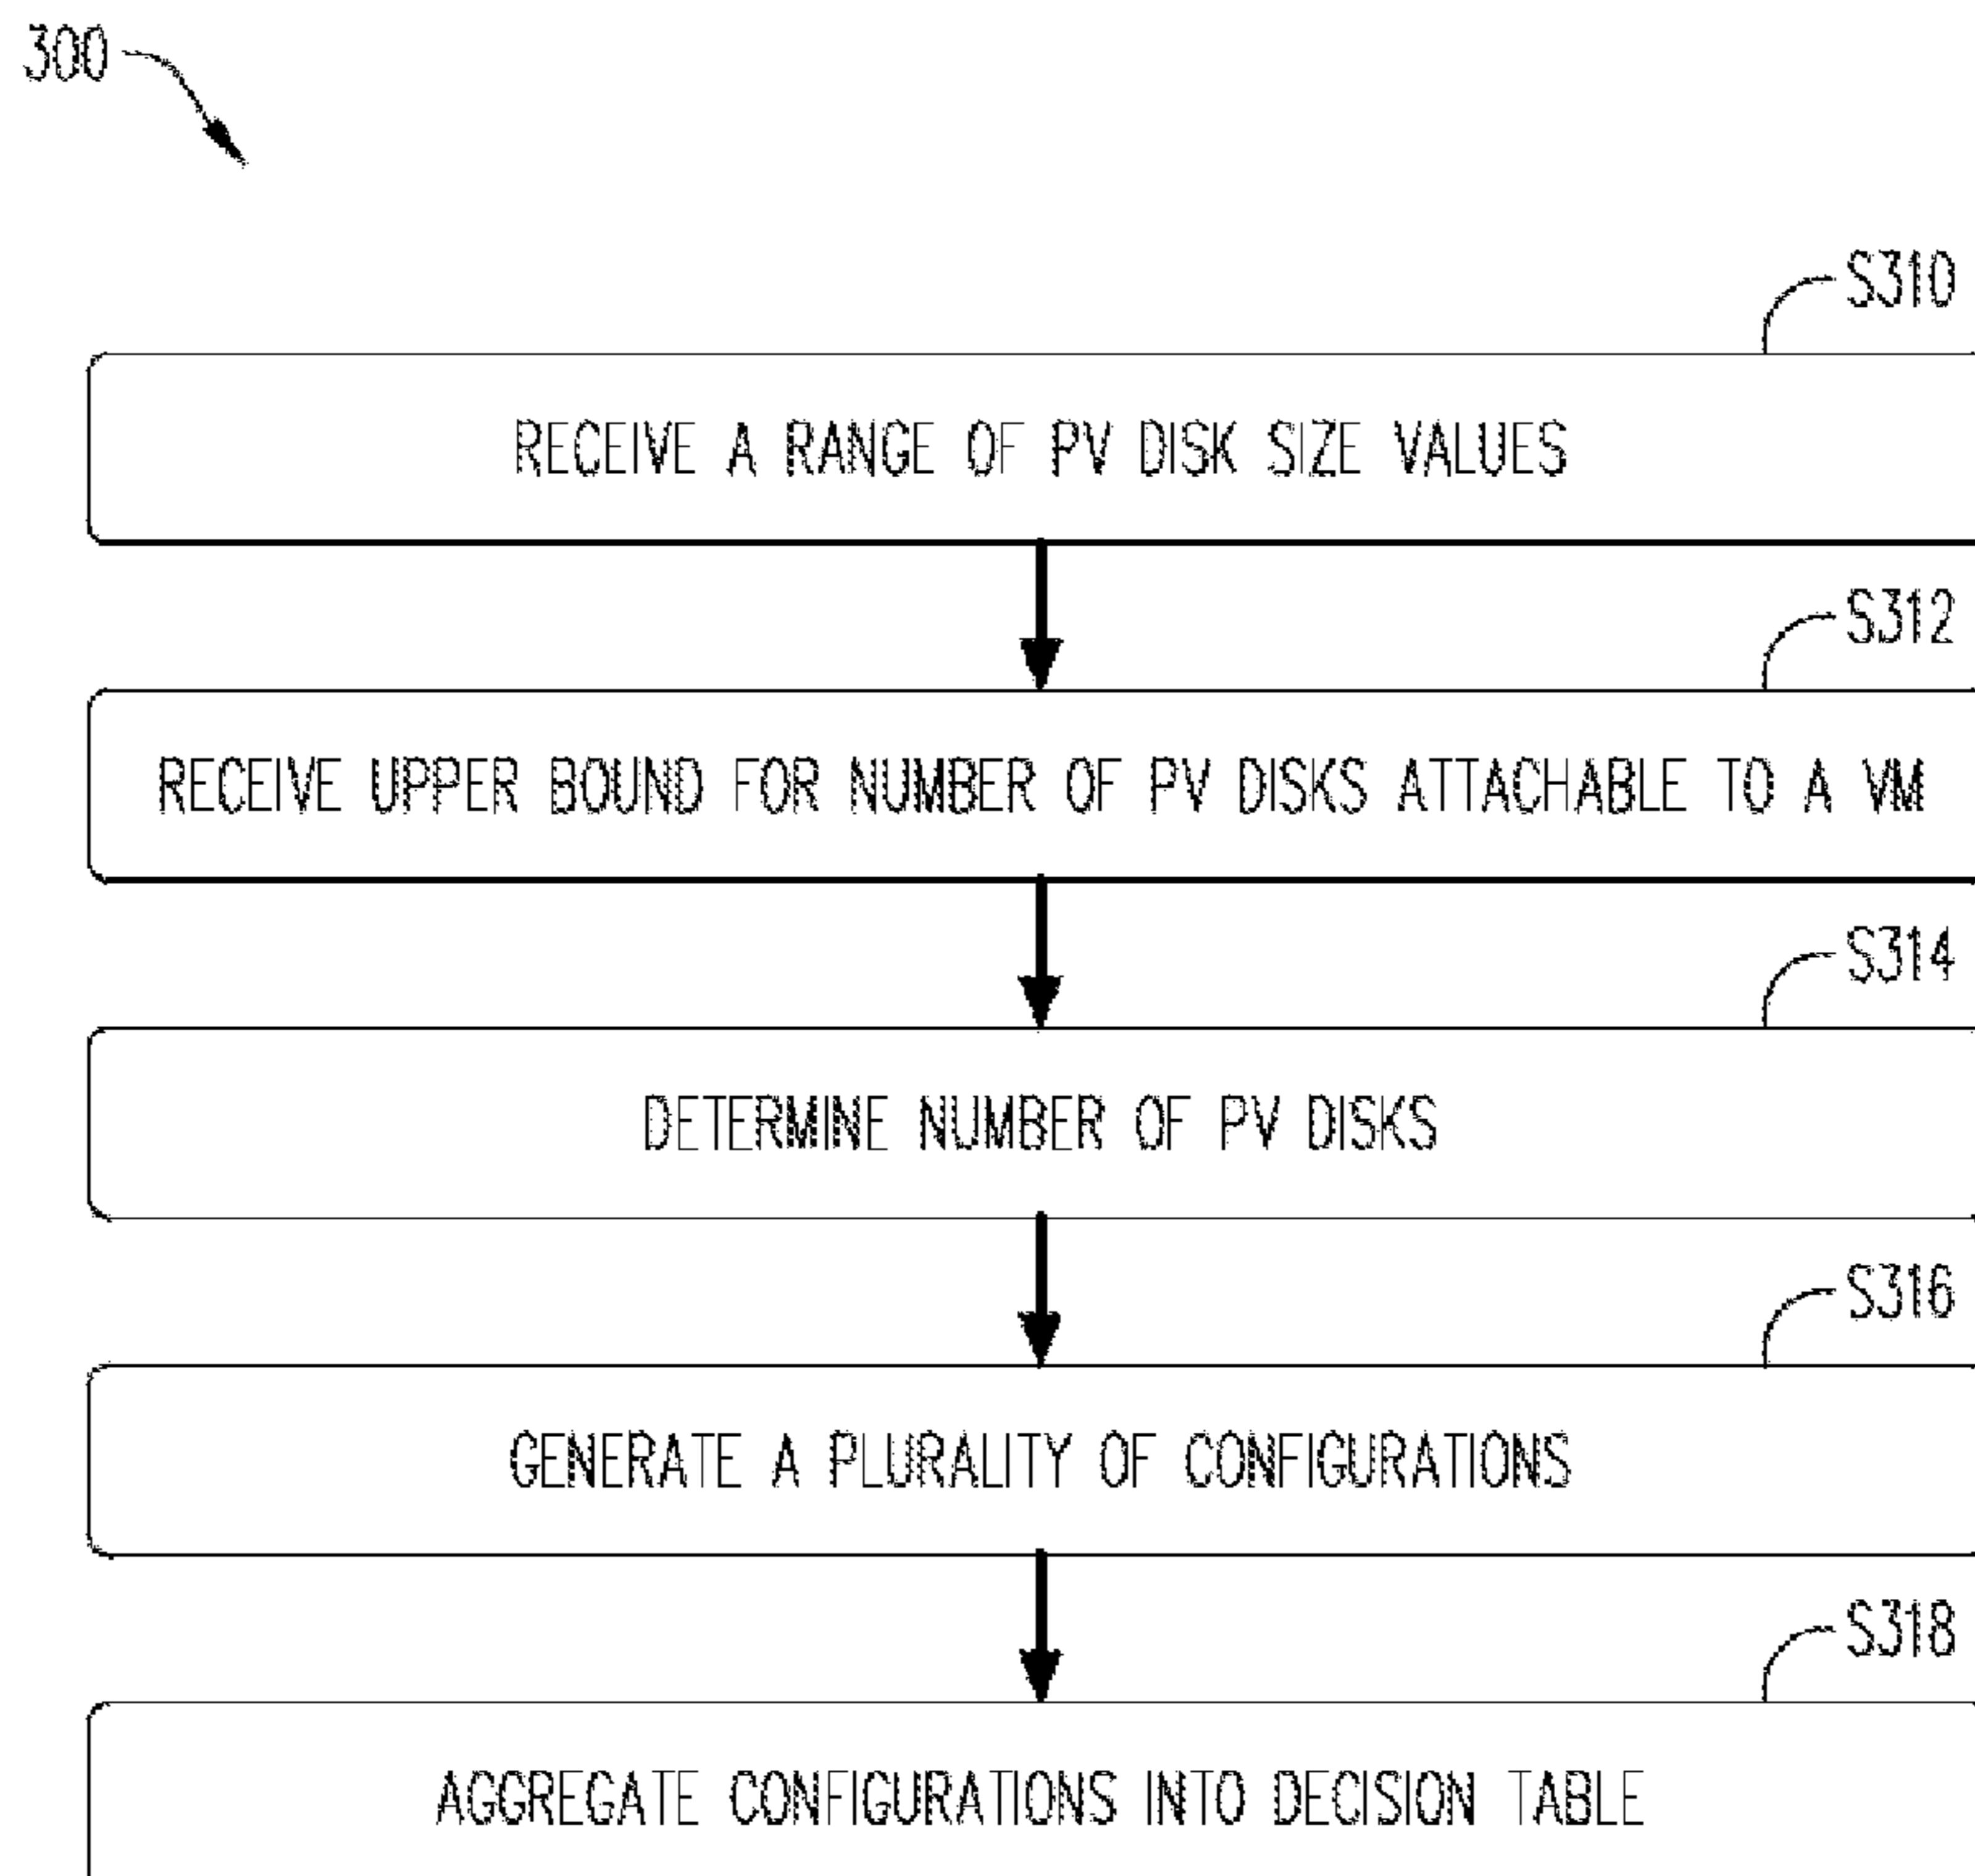 300
S310
RECEIVE A RANGE OF PV DISK SIZE VALUES
S312
RECEIVE UPPER BOUND FOR NUMBER OF PV DISKS ATTACHABLE TO A VM
S314
DETERMINE NUMBER OF PV DISKS
S316
GENERATE A PLURALITY OF CONFIGURATIONS
S318
AGGREGATE CONFIGURATIONS INTO DECISION TABLE